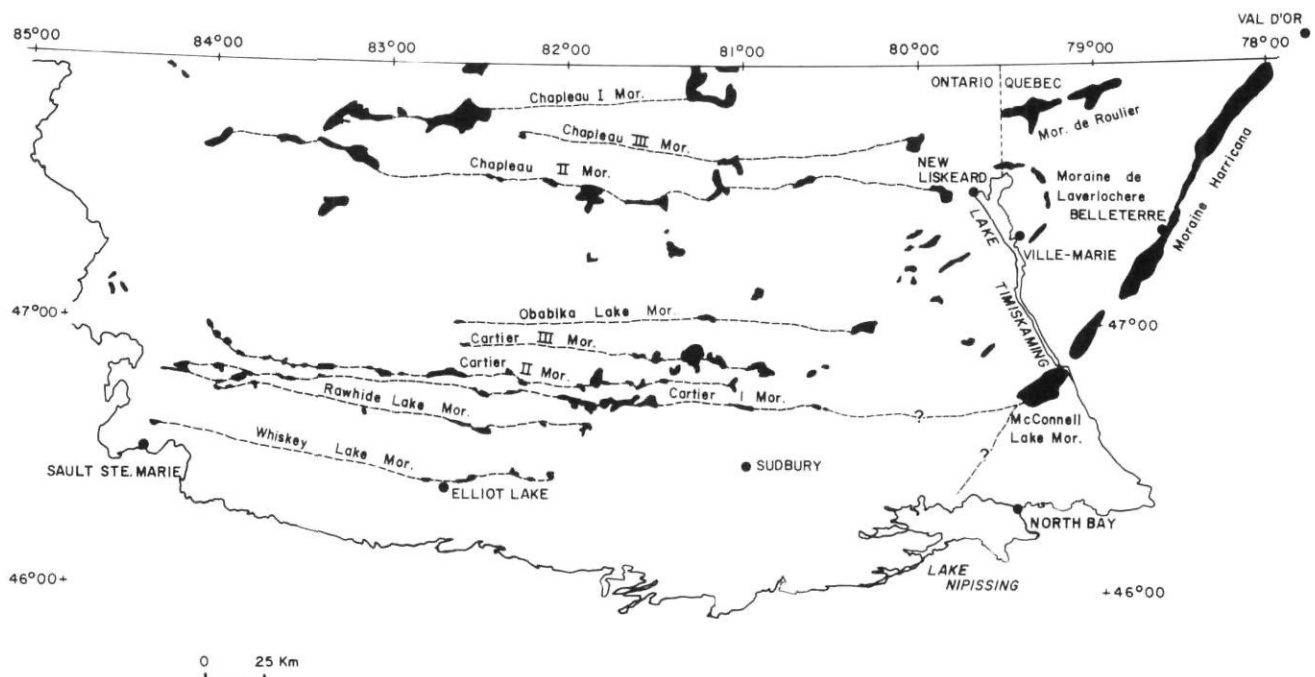 VAL D'OR
85°00 84°00 83°00 82°00 81°00 80°00 79°00 78°00
ONTARIO QUEBEC
Chapleau I Mor.
Mor. de Roulier
Chapleau III Mor.
Chapleau II Mor.
NEW
LISKEARD
Moraine de
Laverlochere
BELLETERRE
Moraine Harricana
VILLE-MARIE
LAKE TIMISKAMING
47°00 +
Obabika Lake Mor.
+ 47°00
Cartier III Mor.
Cartier II Mor.
Rawhide Lake Mor.
Cartier I Mor.
?
McConnell
Lake Mor.
Whiskey Lake Mor.
?
SAULT STE. MARIE
SUDBURY
ELLIOT LAKE
NORTH BAY
LAKE
NIPISSING
46°00 +
+ 46°00
0 25 Km